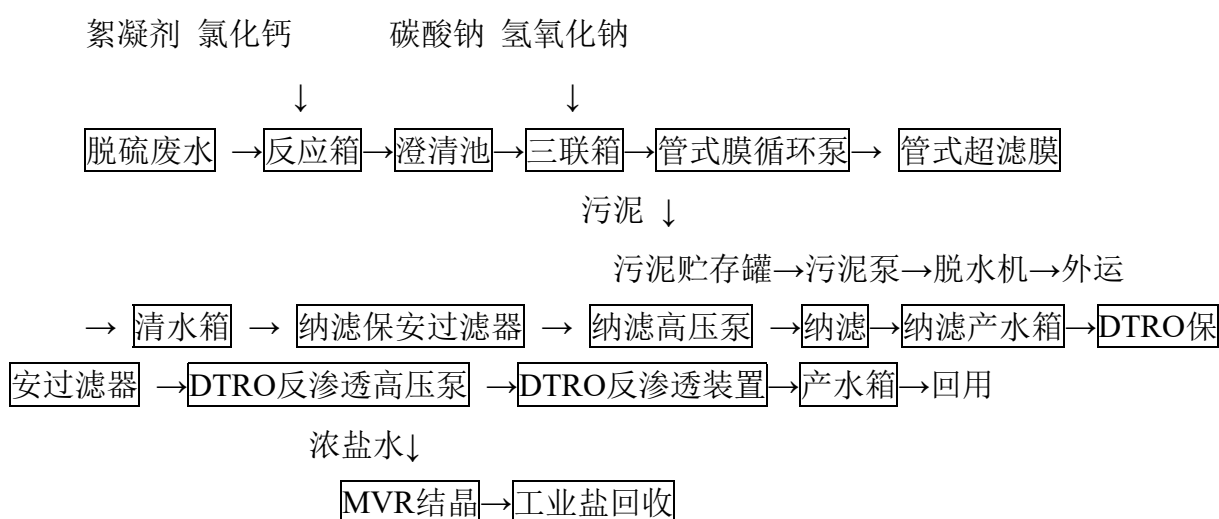 絮凝剂 氯化钙 碳酸钠 氢氧化钠
↓ ↓
脱硫废水 →反应箱→澄清池→三联箱→管式膜循环泵→ 管式超滤膜
污泥 ↓
污泥贮存罐→污泥泵→脱水机→外运
→ 清水箱 → 纳滤保安过滤器 → 纳滤高压泵 →纳滤→纳滤产水箱→DTRO保
安过滤器 →DTRO反渗透高压泵 →DTRO反渗透装置→产水箱→回用
浓盐水↓
MVR结晶→工业盐回收